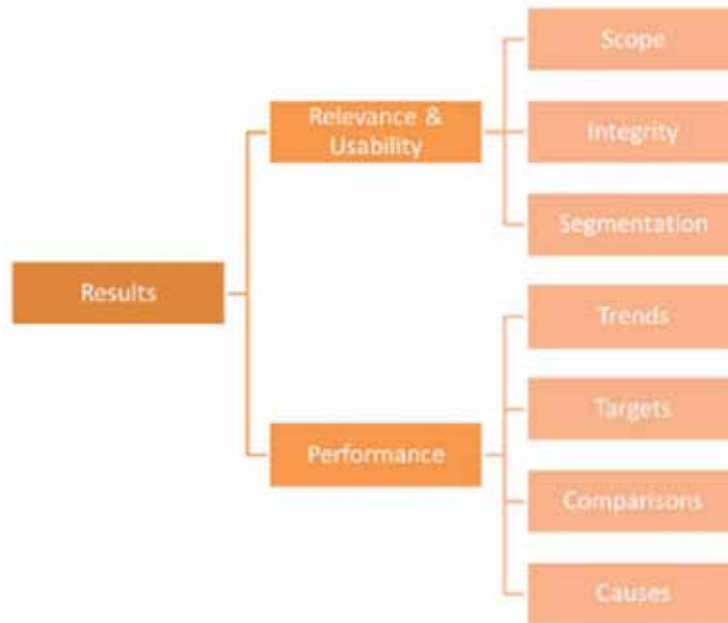 Results
Relevance &
Usability
Scope
Integrity
Segmentation
Performance
Trends
Targets
Comparisons
Causes